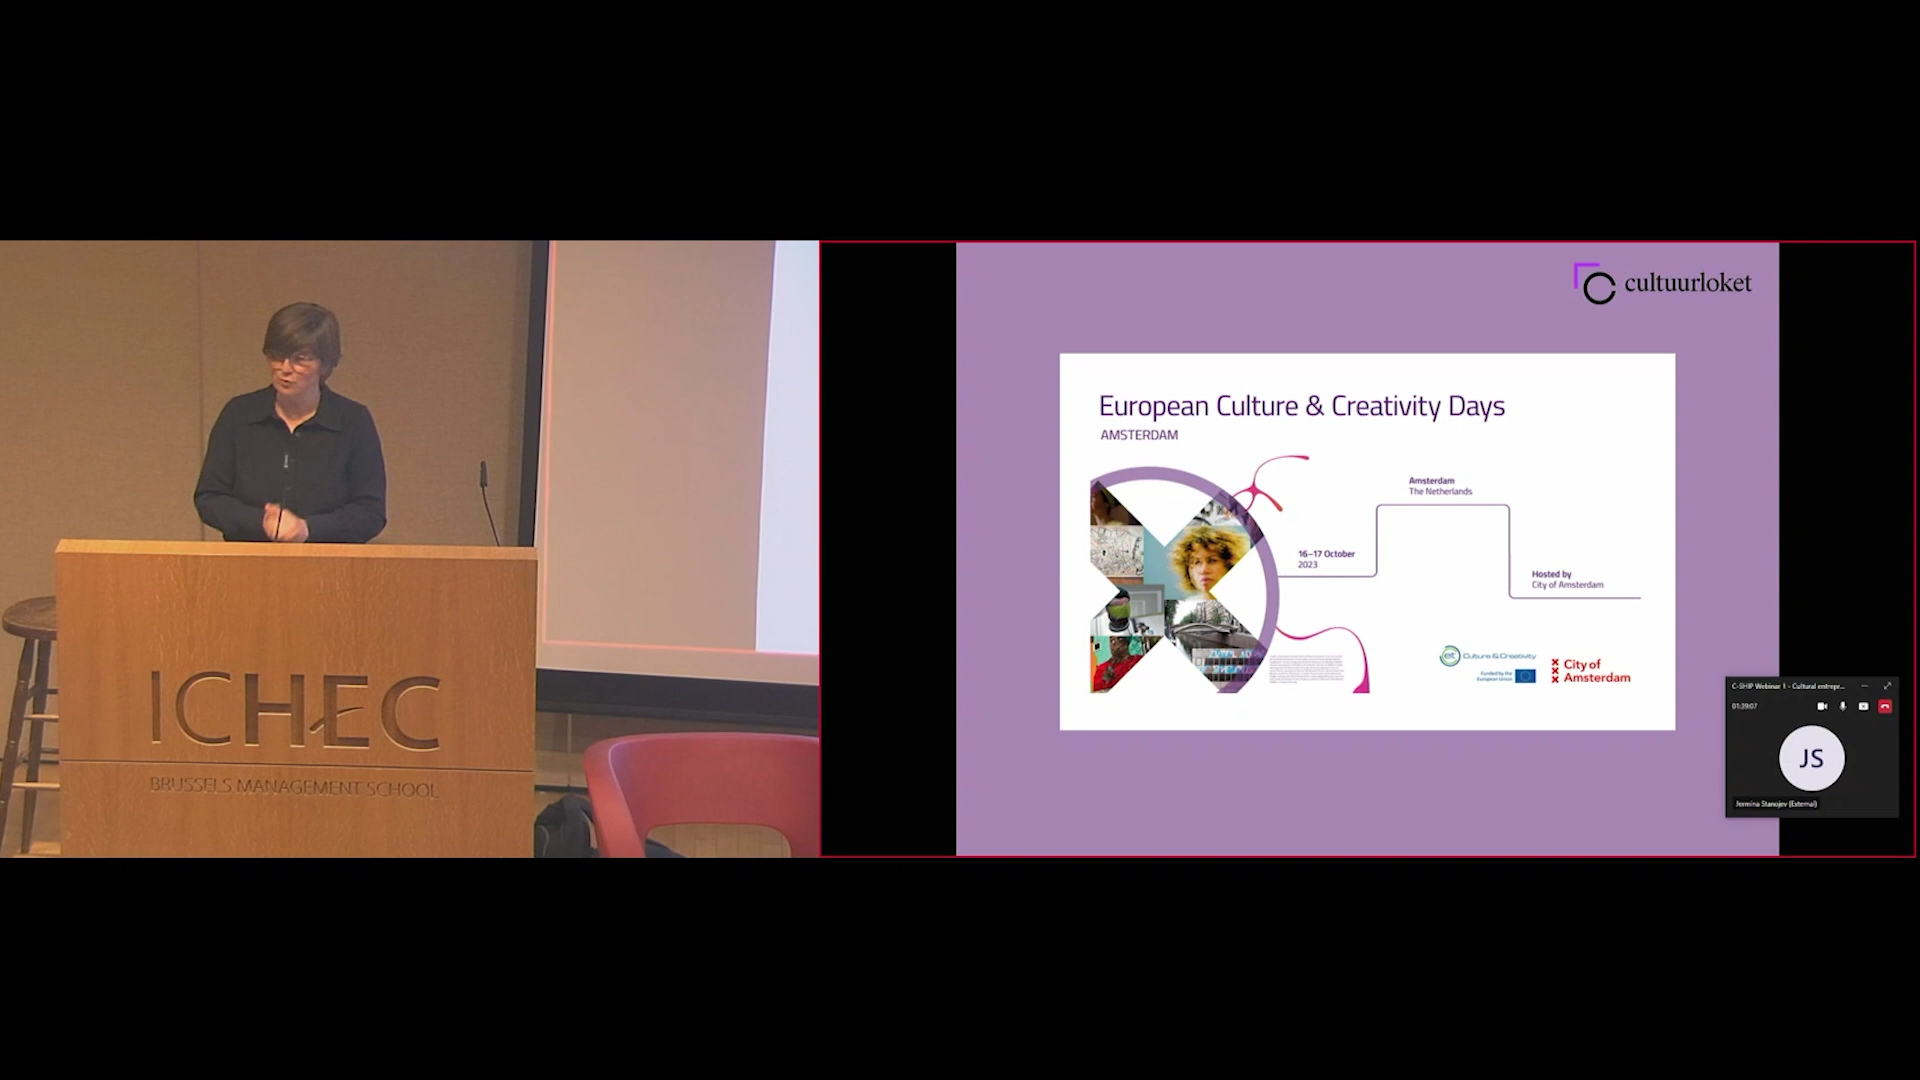 ICHEC
BRUSSELS MANAGEMENT SCHOOL
cultuurloket
European Culture & Creativity Days
AMSTERDAM
Amsterdam
The Netherlands
16–17 October
2023
Hosted by
City of Amsterdam
Culture & Creativity
Funded by the
European Union
City of
Amsterdam
C-SHIP Webinar 1 - Cultural entrepr...
01:39:07
JS
Jermina Stanojev (External)